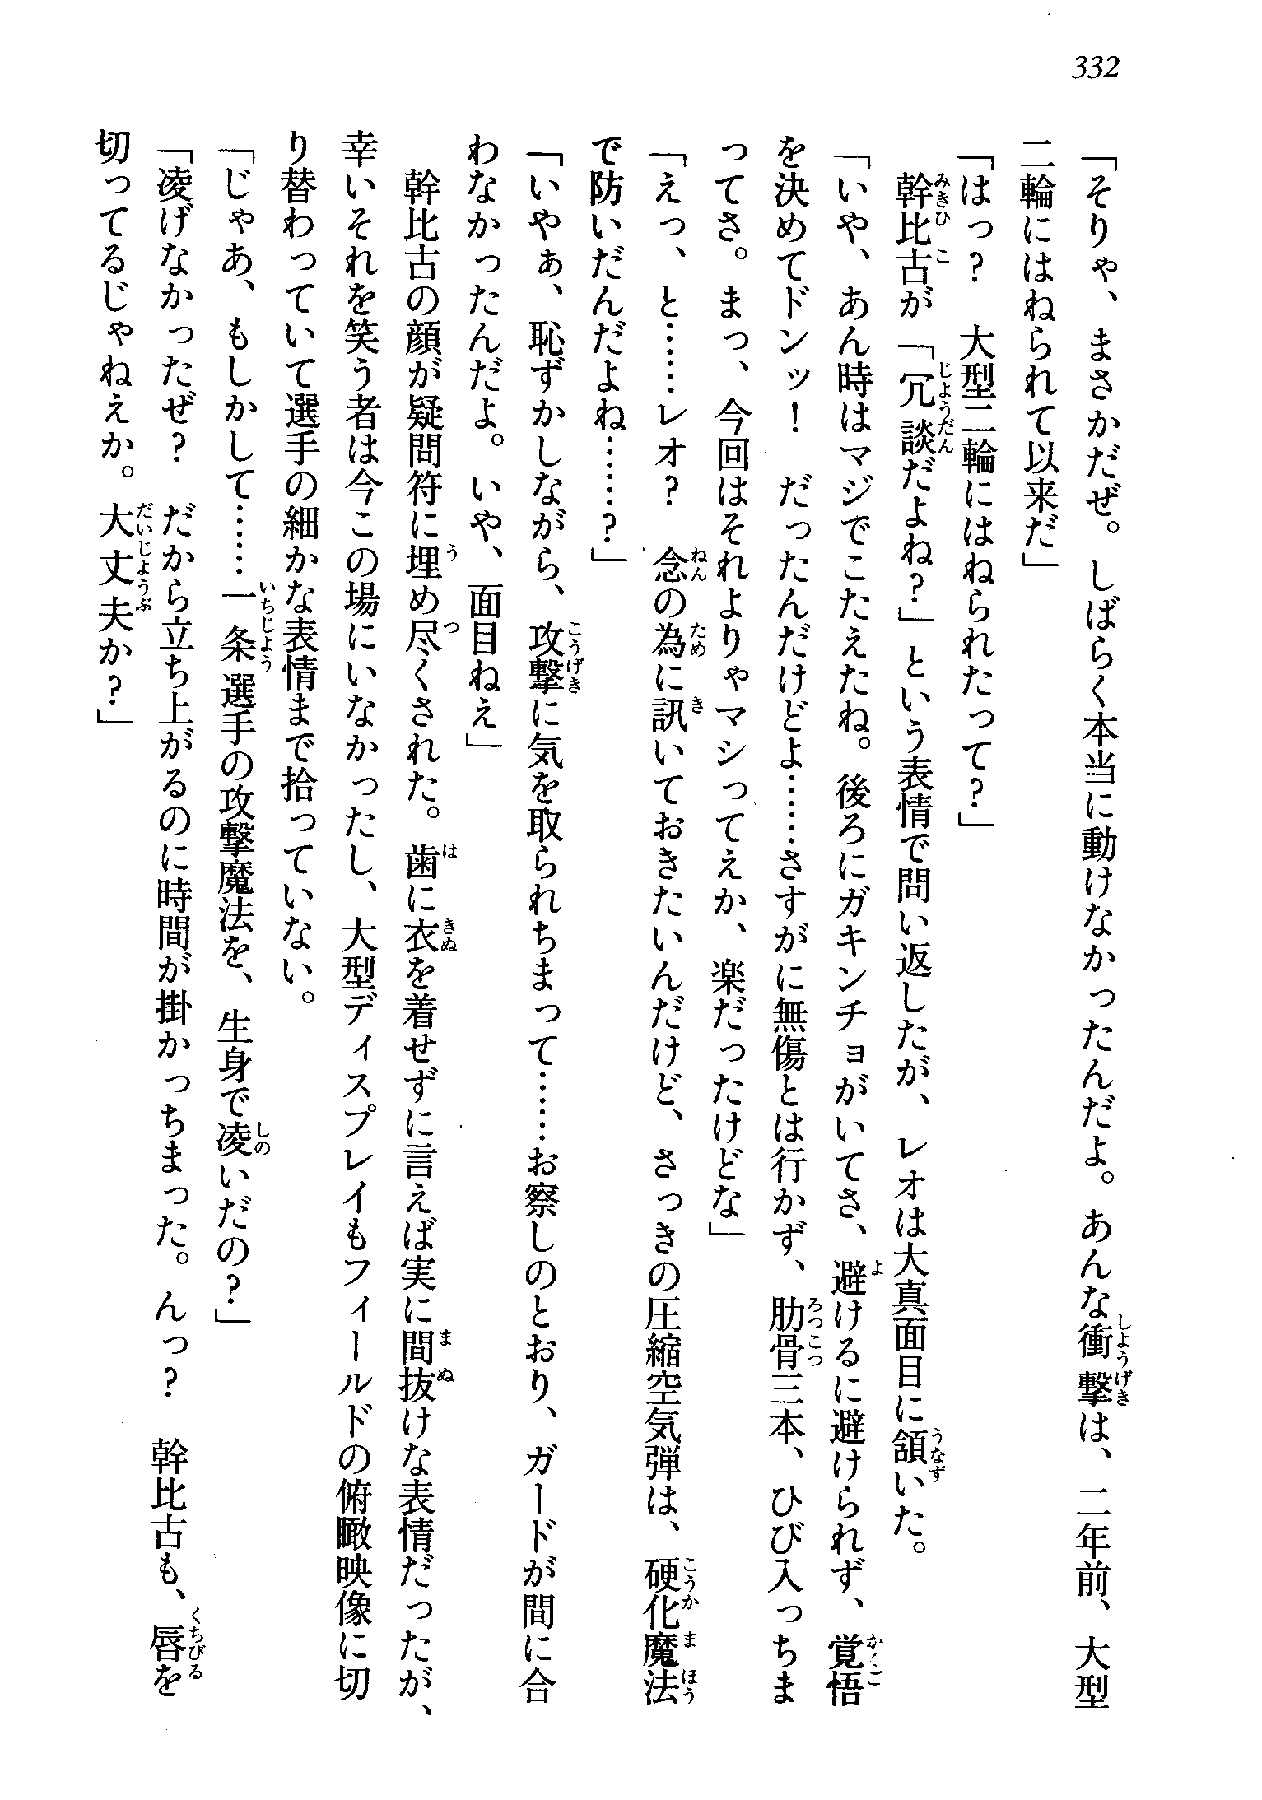 332
「そりゃ、まさかだぜ。しばらく本当に動けなかったんだよ。あんな衝撃は、二年前、大型
二輪にはねられて以来だ」
「はっ？　大型二輪にはねられたって？」
　幹比古が「冗談だよね？」という表情で問い返したが、レオは大真面目に頷いた。
「いや、あん時はマジでこたえたね。後ろにガキンチョがいてさ、避けるに避けられず、覚悟
を決めてドンッ！　だったんだけどよ……さすがに無傷とは行かず、肋骨三本、ひび入っちま
ってさ。まっ、今回はそれよりゃマシってえか、楽だったけどな」
「えっ、と……レオ？　念の為に訊いておきたいんだけど、さっきの圧縮空気弾は、硬化魔法
で防いだんだよね……？」
「いやぁ、恥ずかしながら、攻撃に気を取られちまって……お察しのとおり、ガードが間に合
わなかったんだよ。いや、面目ねえ」
　幹比古の顔が疑問符に埋め尽くされた。歯に衣を着せずに言えば実に間抜けな表情だったが、
幸いそれを笑う者は今この場にいなかったし、大型ディスプレイもフィールドの俯瞰映像に切
り替わっていて選手の細かな表情まで拾っていない。
「じゃあ、もしかして……一条選手の攻撃魔法を、生身で凌いだの？」
「凌げなかったぜ？　だから立ち上がるのに時間が掛かっちまった。んっ？　幹比古も、唇を
切ってるじゃねえか。大丈夫か？」